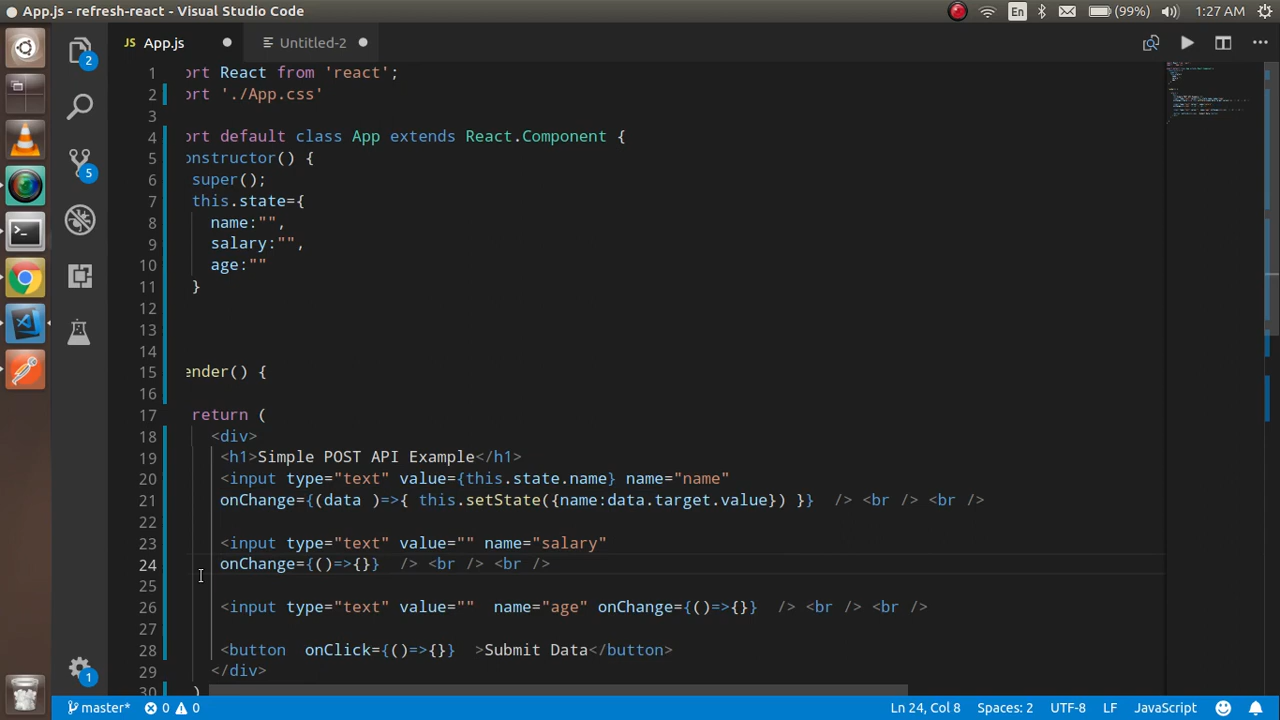 App.js - refresh-react - Visual Studio Code
En
(99%)
1:27 AM
JS App.js
Untitled-2
2
5
1
1 ort React from 'react';
2 ort './App.css'
3
4 ort default class App extends React.Component {
5 onstructor() {
6 super();
7 this.state={
8 name:"",
9 salary:"",
10 age:""
11 }
12
13
14
15 ender() {
16
17 return (
18 <div>
19 <h1>Simple POST API Example</h1>
20 <input type="text" value={this.state.name} name="name"
21 onChange={(data )=>{ this.setState({name:data.target.value}) }}  /> <br /> <br />
22
23 <input type="text" value="" name="salary"
24 onChange={()=>{}}  /> <br /> <br />
25
26 <input type="text" value=""  name="age" onChange={()=>{}}  /> <br /> <br />
27
28 <button  onClick={()=>{}}  >Submit Data</button>
29 </div>
30 )
master*
0
0
Ln 24, Col 8
Spaces: 2
UTF-8
LF
JavaScript